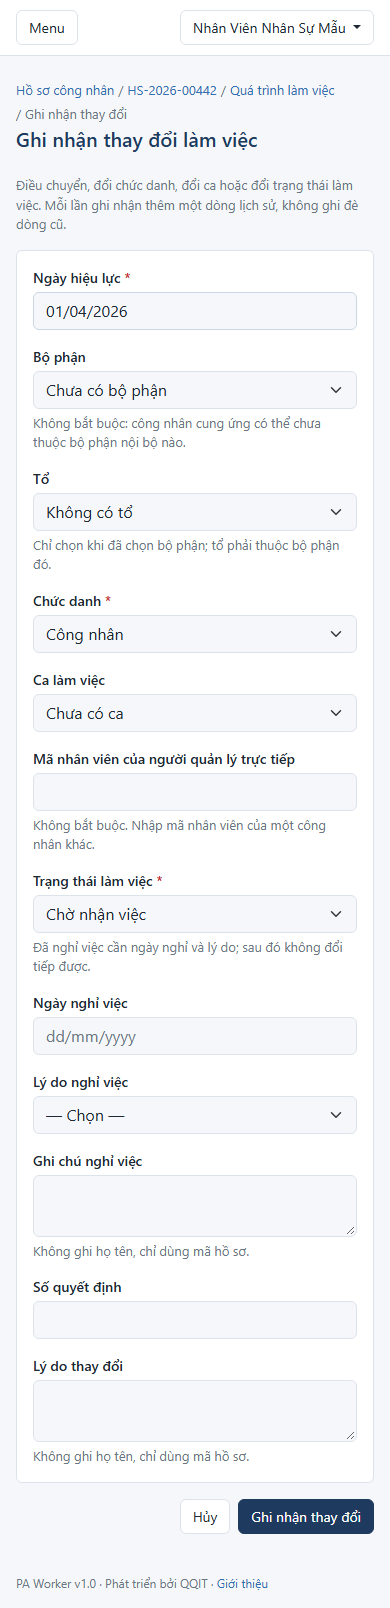 Menu
Nhân Viên Nhân Sự Mẫu
Hồ sơ công nhân / HS-2026-00442 / Quá trình làm việc
/ Ghi nhận thay đổi
Ghi nhận thay đổi làm việc
Điều chuyển, đổi chức danh, đổi ca hoặc đổi trạng thái làm
việc. Mỗi lần ghi nhận thêm một dòng lịch sử, không ghi đè
dòng cũ.
Ngày hiệu lực *
01/04/2026
Bộ phận
Chưa có bộ phận
Không bắt buộc: công nhân cung ứng có thể chưa
thuộc bộ phận nội bộ nào.
Tổ
Không có tổ
Chỉ chọn khi đã chọn bộ phận; tổ phải thuộc bộ phận
đó.
Chức danh *
Công nhân
Ca làm việc
Chưa có ca
Mã nhân viên của người quản lý trực tiếp
Không bắt buộc. Nhập mã nhân viên của một công
nhân khác.
Trạng thái làm việc *
Chờ nhận việc
Đã nghỉ việc cần ngày nghỉ và lý do; sau đó không đổi
tiếp được.
Ngày nghỉ việc
dd/mm/yyyy
Lý do nghỉ việc
— Chọn —
Ghi chú nghỉ việc
Không ghi họ tên, chỉ dùng mã hồ sơ.
Số quyết định
Lý do thay đổi
Không ghi họ tên, chỉ dùng mã hồ sơ.
Hủy
Ghi nhận thay đổi
PA Worker v1.0 · Phát triển bởi QQIT · Giới thiệu